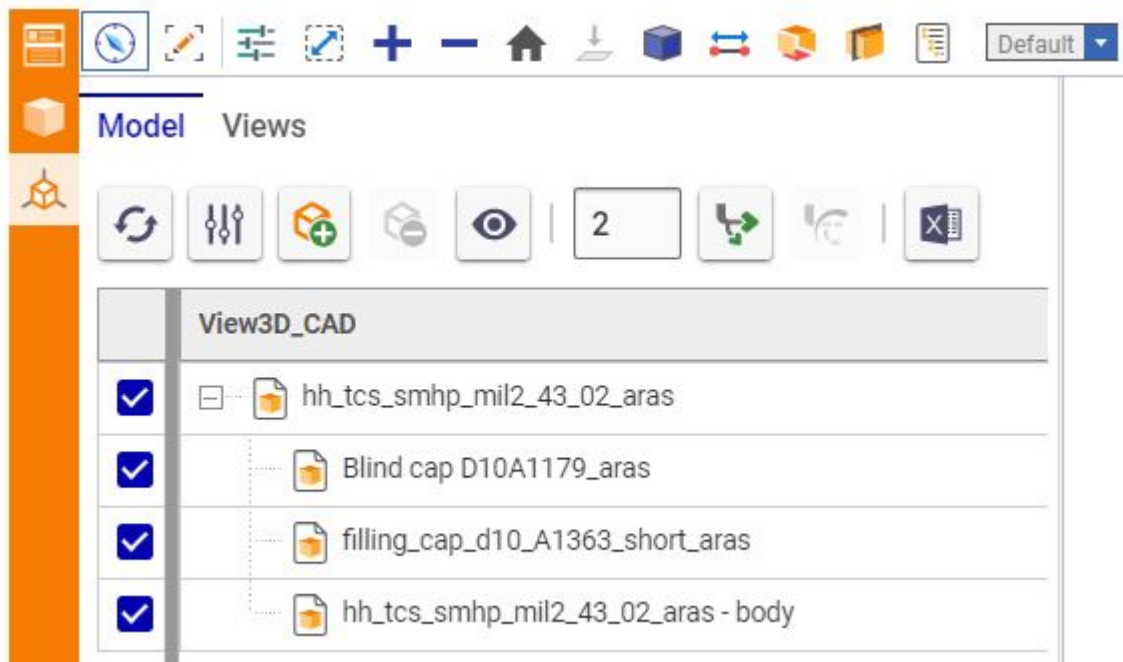 Default
Model Views
2
View3D_CAD
hh_tcs_smhp_mil2_43_02_aras
Blind cap D10A1179_aras
filling_cap_d10_A1363_short_aras
hh_tcs_smhp_mil2_43_02_aras - body